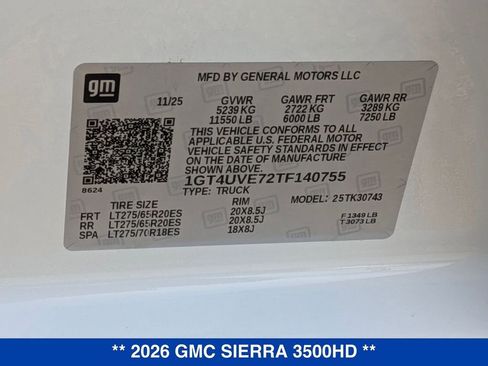 gm
MFD BY GENERAL MOTORS LLC
11/25 GVWR GAWR FRT GAWR RR
5239 KG 2722 KG 3289 KG
11550 LB 6000 LB 7250 LB
THIS VEHICLE CONFORMS TO ALL
APPLICABLE U.S. FEDERAL MOTOR
VEHICLE SAFETY STANDARDS IN EFFECT
ON THE DATE OF MANUFACTURE
SHOWN ABOVE.
8624
1GT4UVE72TF140755
TYPE: TRUCK
MODEL: 25TK30743
TIRE SIZE RIM
FRT LT275/65R20ES 20X8.5J
RR LT275/65R20ES 20X8.5J
SPA LT275/70R18ES 18X8J
F:1349 LB
T:3073 LB
** 2026 GMC SIERRA 3500HD **